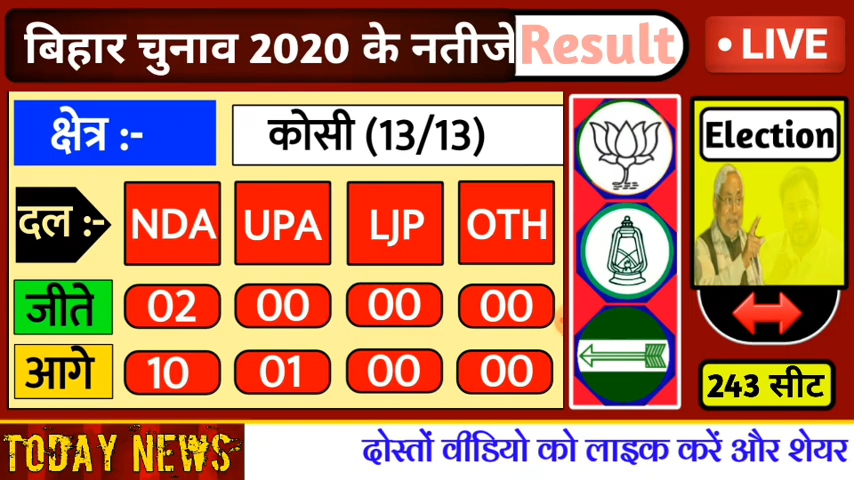 बिहार चुनाव 2020 के नतीजे Result • LIVE
क्षेत्र :- कोसी (13/13)
Election
दल :- NDA UPA LJP OTH
जीते 02 00 00 00
आगे 10 01 00 00
243 सीट
TODAY NEWS दोस्तों वीडियो को लाइक करें और शेयर